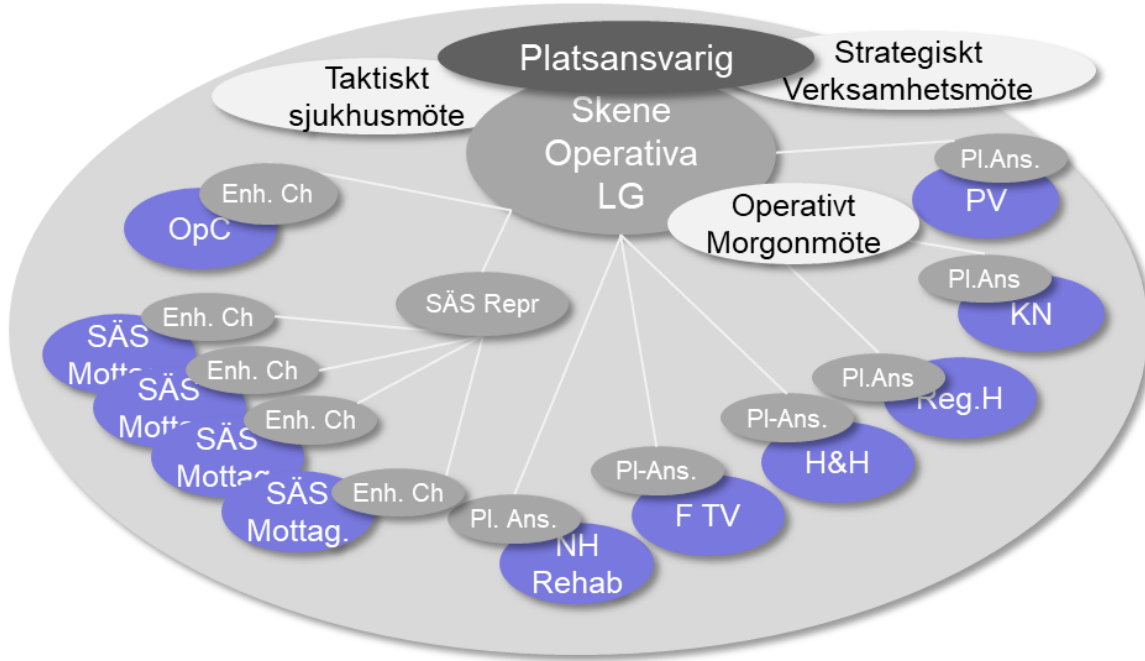 Platsansvarig
Taktiskt
sjukhusmöte
Strategiskt
Verksamhetsmöte
Skene
Operativa
LG
Operativt
Morgonmöte
Pl.Ans.
PV
Pl.Ans
KN
Pl.Ans
Reg.H
Pl-Ans.
H&H
Pl-Ans.
F TV
Pl. Ans.
NH
Rehab
Enh. Ch
OpC
SÄS Repr
Enh. Ch
SÄS
Enh. Ch
SÄS
Enh. Ch
SÄS
Mottag
Enh. Ch
SÄS
Mottag.